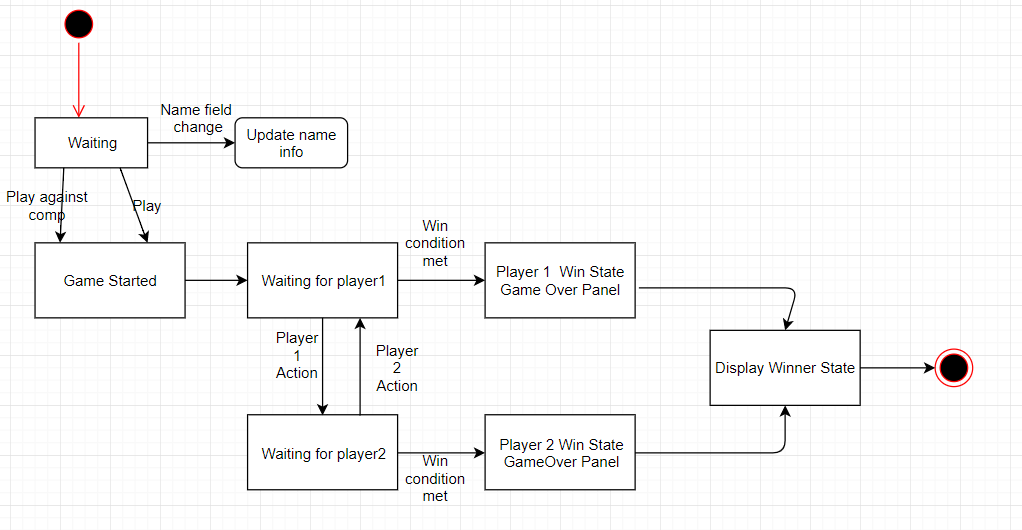 Name field
change
Waiting
Update name
info
Play against
comp
Play
Game Started
Waiting for player1
Win
condition
met
Player 1  Win State
Game Over Panel
Player
1
Action
Player
2
Action
Display Winner State
Waiting for player2
Win
condition
met
Player 2 Win State
GameOver Panel